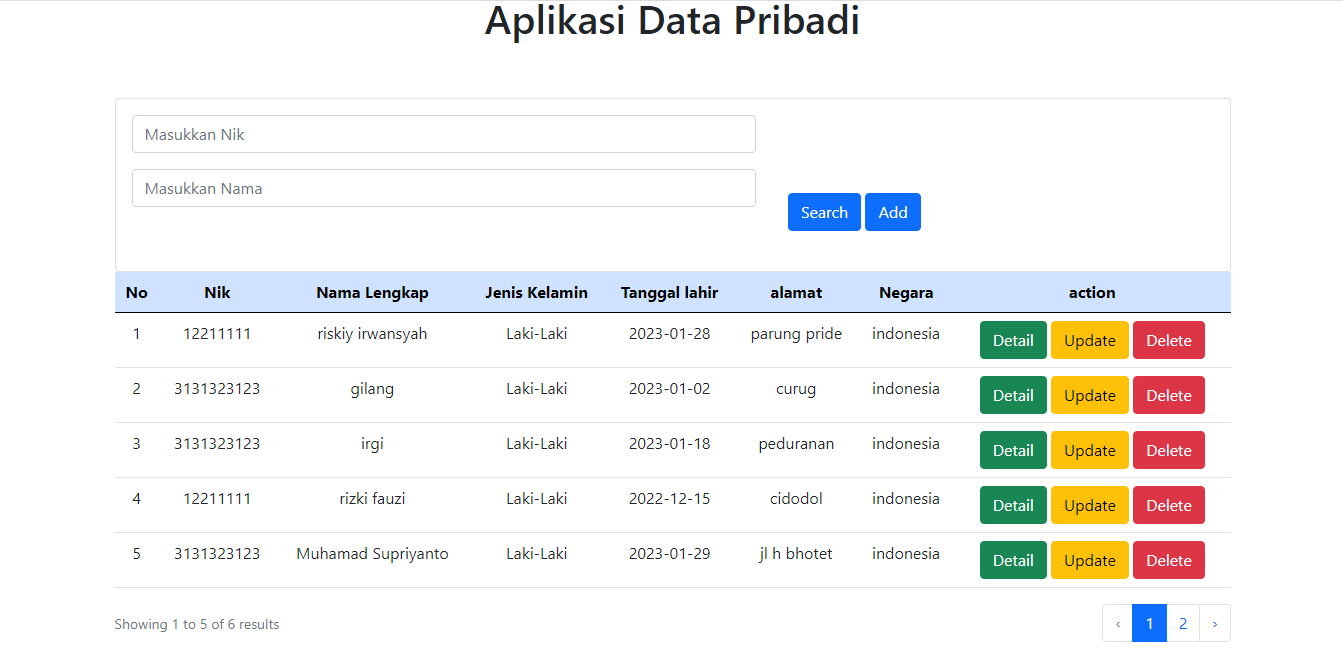 Aplikasi Data Pribadi
Masukkan Nik
Masukkan Nama
Search Add
No Nik Nama Lengkap Jenis Kelamin Tanggal lahir alamat Negara action
1 12211111 riskiy irwansyah Laki-Laki 2023-01-28 parung pride indonesia Detail Update Delete
2 3131323123 gilang Laki-Laki 2023-01-02 curug indonesia Detail Update Delete
3 3131323123 irgi Laki-Laki 2023-01-18 peduranan indonesia Detail Update Delete
4 12211111 rizki fauzi Laki-Laki 2022-12-15 cidodol indonesia Detail Update Delete
5 3131323123 Muhamad Supriyanto Laki-Laki 2023-01-29 jl h bhotet indonesia Detail Update Delete
Showing 1 to 5 of 6 results ‹ 1 2 ›